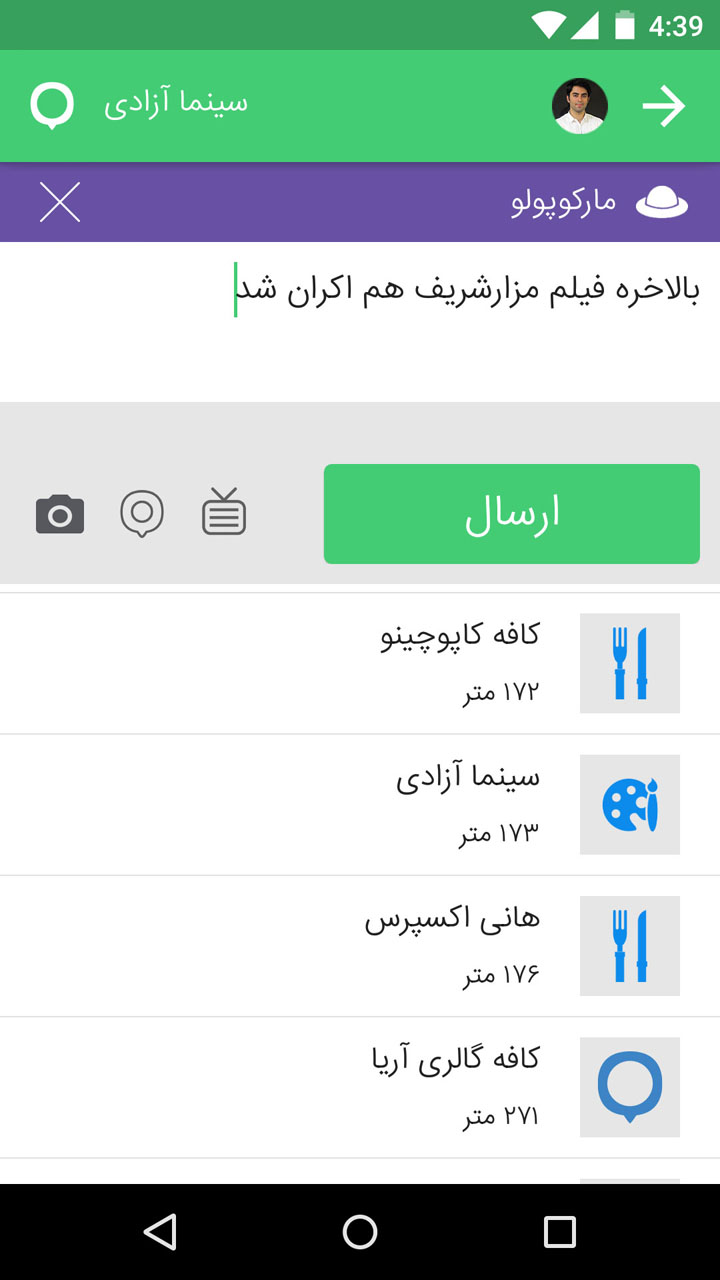 4:39
سینما آزادی
مارکوپولو
بالاخره فیلم مزارشریف هم اکران شد
ارسال
کافه کاپوچینو
۱۷۲ متر
سینما آزادی
۱۷۳ متر
هانی اکسپرس
۱۷۶ متر
کافه گالری آریا
۲۷۱ متر